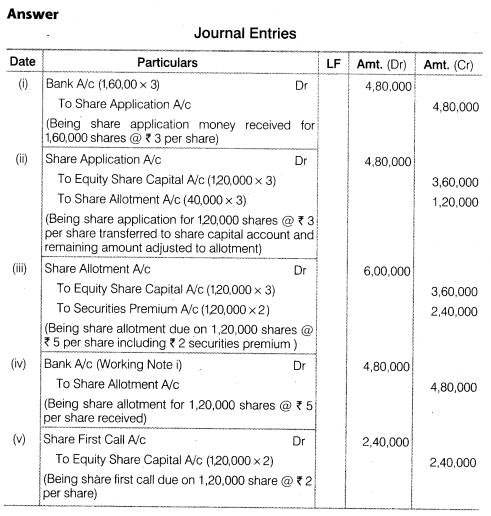 Answer
Journal Entries
Date Particulars LF Amt. (Dr) Amt. (Cr)
(i) Bank A/c (1,60,00 × 3) Dr 4,80,000
To Share Application A/c 4,80,000
(Being share application money received for
1,60,000 shares @ ₹ 3 per share)
(ii) Share Application A/c Dr 4,80,000
To Equity Share Capital A/c (1,20,000 × 3) 3,60,000
To Share Allotment A/c (40,000 × 3) 1,20,000
(Being share application for 1,20,000 shares @ ₹ 3
per share transferred to share capital account and
remaining amount adjusted to allotment)
(iii) Share Allotment A/c Dr 6,00,000
To Equity Share Capital A/c (1,20,000 × 3) 3,60,000
To Securities Premium A/c (1,20,000 × 2) 2,40,000
(Being share allotment due on 1,20,000 shares @
₹ 5 per share including ₹ 2 securities premium )
(iv) Bank A/c (Working Note i) Dr 4,80,000
To Share Allotment A/c 4,80,000
(Being share allotment for 1,20,000 shares @ ₹ 5
per share received)
(v) Share First Call A/c Dr 2,40,000
To Equity Share Capital A/c (1,20,000 × 2) 2,40,000
(Being share first call due on 1,20,000 share @ ₹ 2
per share)